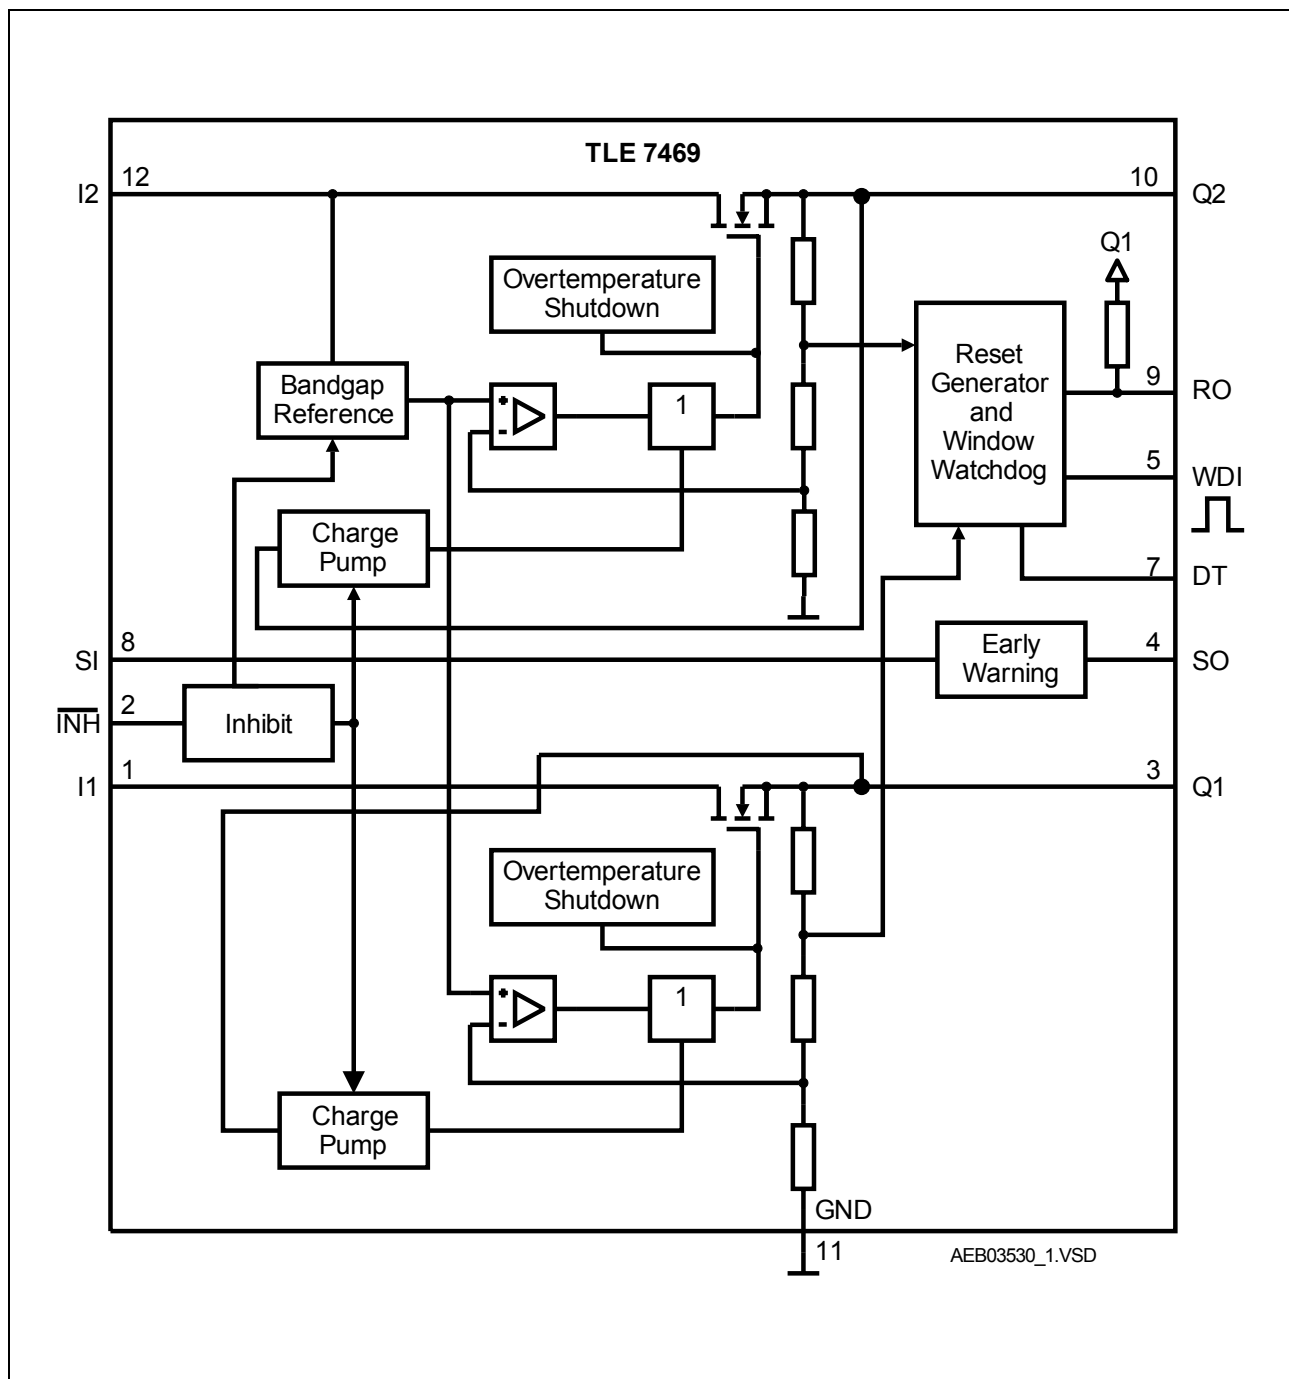 TLE 7469
12
I2
10
Q2
Q1
Overtemperature
Shutdown
Reset
Generator
and
Window
Watchdog
Bandgap
Reference
+
-
1
9
RO
5
WDI
Charge
Pump
7
DT
8
SI
Early
Warning
4
SO
2
INH
Inhibit
1
I1
3
Q1
Overtemperature
Shutdown
+
-
1
Charge
Pump
GND
11
AEB03530_1.VSD